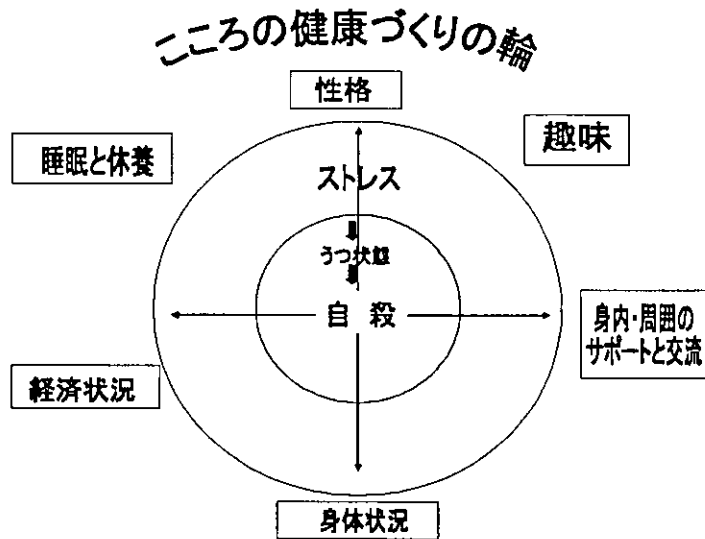 こころの健康づくりの輪
性格
睡眠と休養
趣味
ストレス
うつ状態
自殺
身内・周囲の
サポートと交流
経済状況
身体状況